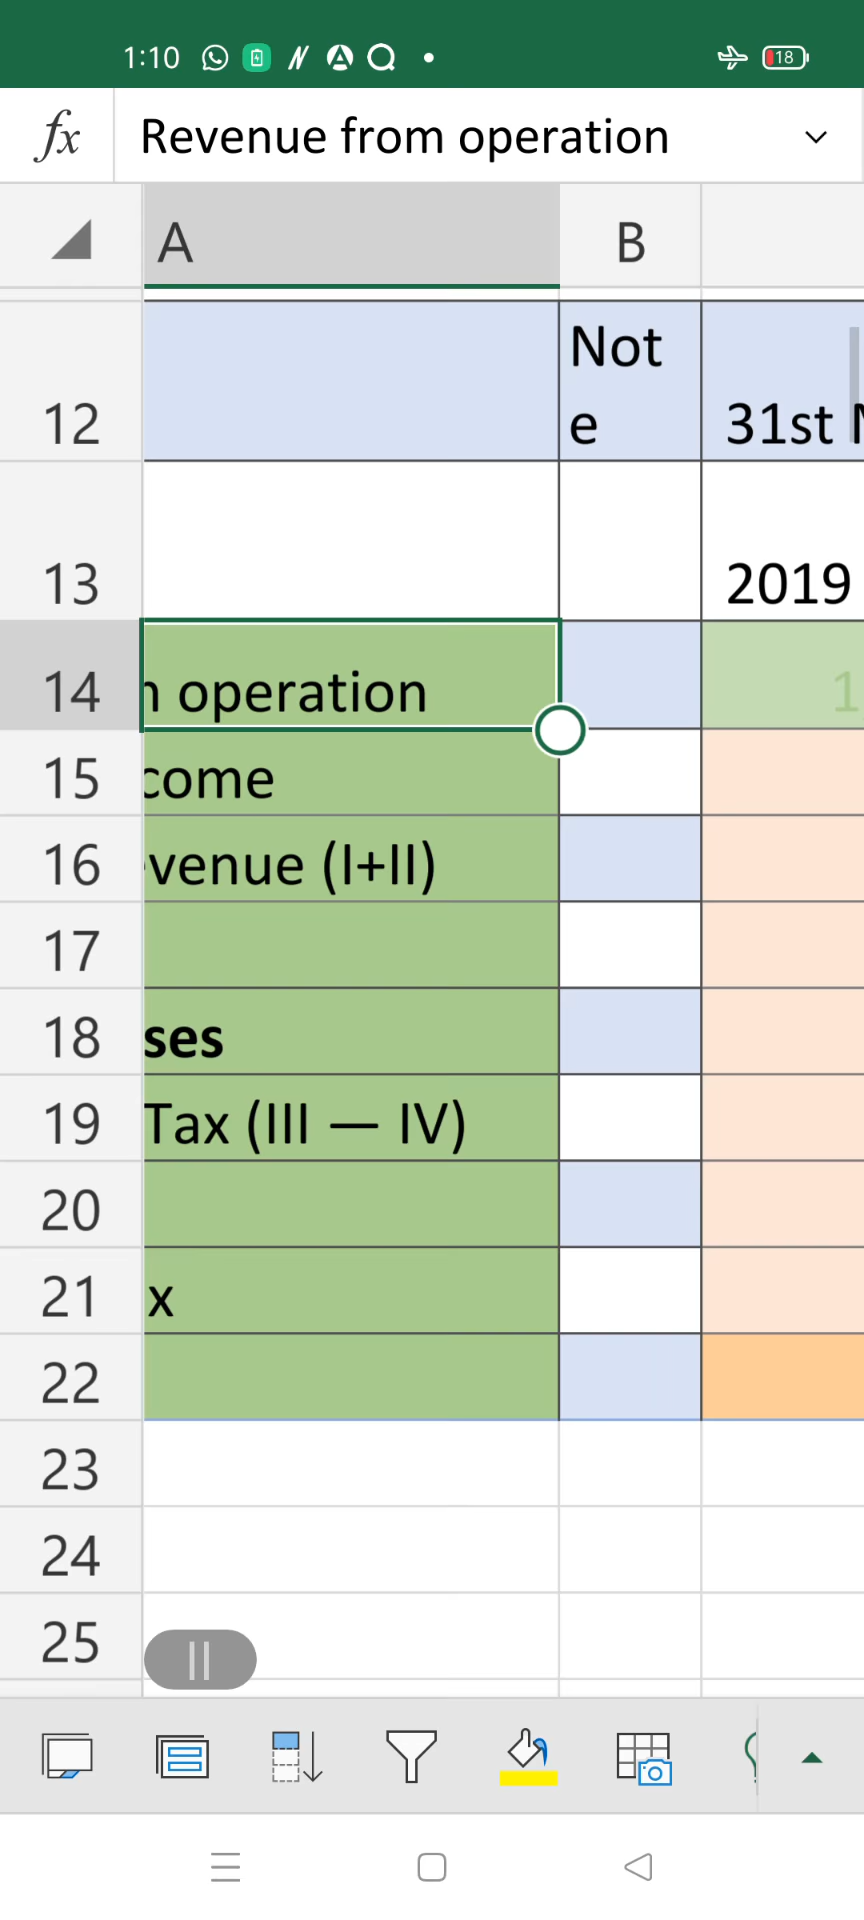 1:10
18
fx Revenue from operation
A B
12 Not
e 31st
13 2019
14 operation 1
15 come
16 venue (I+II)
17
18 ses
19 Tax (III — IV)
20
21 x
22
23
24
25